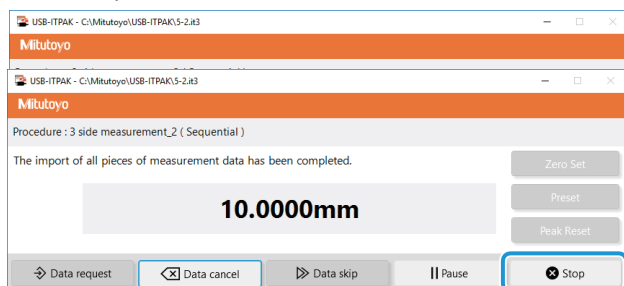 USB-ITPAK - C:\Mitutoyo\USB-ITPAK\5-2.it3
Mitutoyo
USB-ITPAK - C:\Mitutoyo\USB-ITPAK\5-2.it3
Mitutoyo
Procedure : 3 side measurement_2 ( Sequential )
The import of all pieces of measurement data has been completed.
Zero Set
10.0000mm
Preset
Peak Reset
Data request Data cancel Data skip Pause Stop